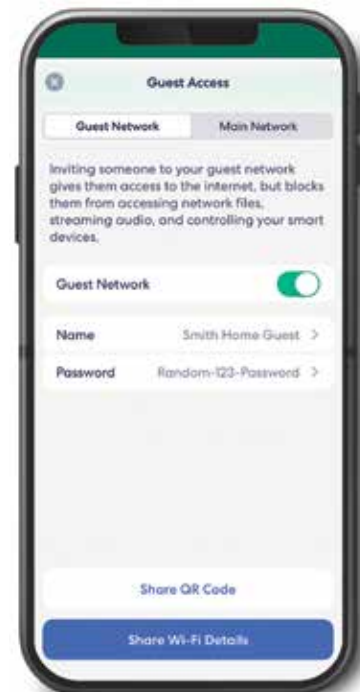 Guest Access
Guest Network Main Network
Inviting someone to your guest network
gives them access to the internet, but blocks
them from accessing network files,
streaming audio, and controlling your smart
devices.
Guest Network
Name Smith Home Guest >
Password Random-123-Password >
Share QR Code
Share Wi-Fi Details